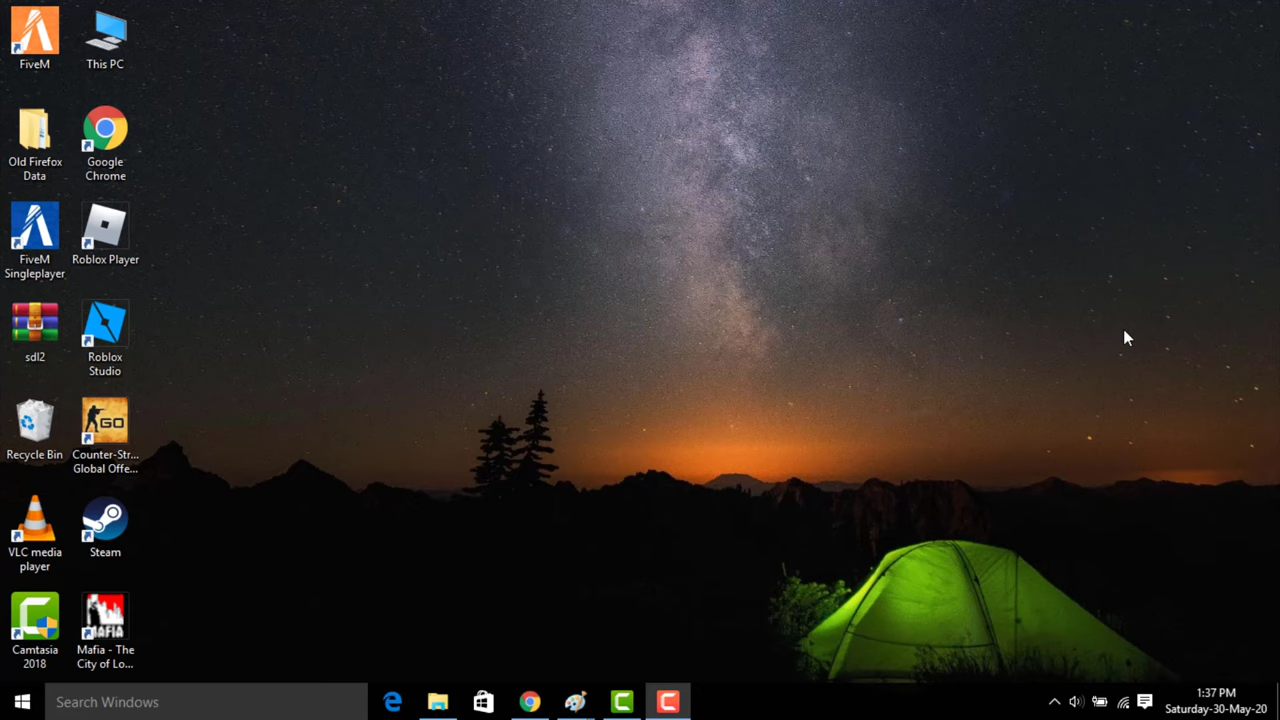 FiveM
This PC
Old Firefox
Data
Google
Chrome
FiveM
Singleplayer
Roblox Player
sdl2
Roblox
Studio
GO
Recycle Bin
Counter-Str...
Global Offe...
VLC media
player
Steam
MAFIA
Camtasia
2018
Mafia - The
City of Lo...
Search Windows
1:37 PM
Saturday-30-May-20